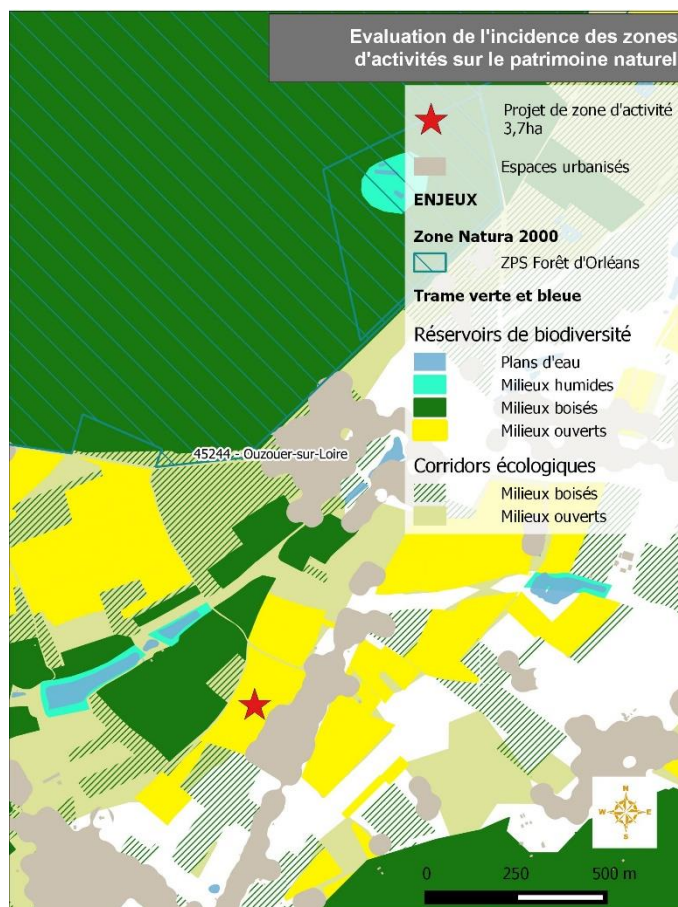 Evaluation de l'incidence des zones
d'activités sur le patrimoine naturel
Projet de zone d'activité
3,7ha
Espaces urbanisés
ENJEUX
Zone Natura 2000
ZPS Forêt d'Orléans
Trame verte et bleue
Réservoirs de biodiversité
Plans d'eau
Milieux humides
Milieux boisés
Milieux ouverts
Corridors écologiques
Milieux boisés
Milieux ouverts
45244 - Ouzouer-sur-Loire
N
W E
S
0 250 500 m